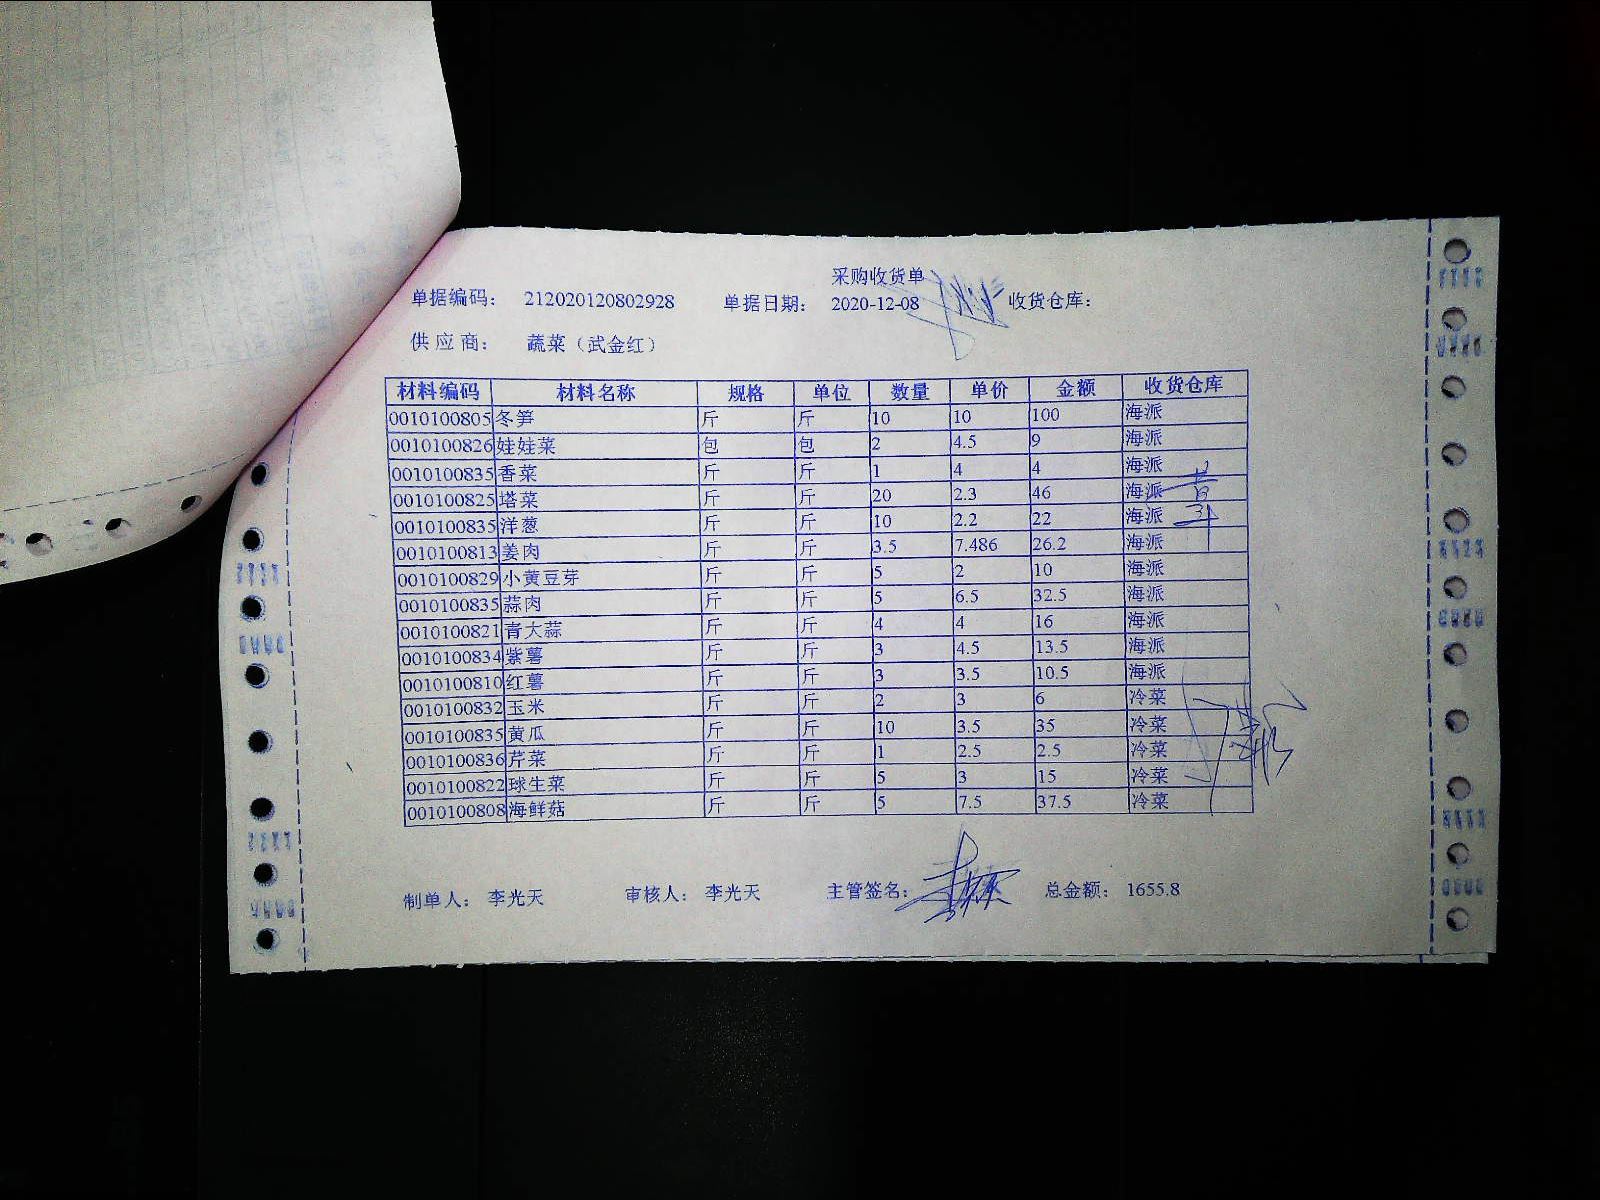 采购收货单
单据编码： 212020120802928 单据日期： 2020-12-08 收货仓库：
供 应 商： 蔬菜（武金红）
材料编码 材料名称 规格 单位 数量 单价 金额 收货仓库
0010100805 冬笋 斤 斤 10 10 100 海派
0010100826 娃娃菜 包 包 2 4.5 9 海派
0010100835 香菜 斤 斤 1 4 4 海派
0010100825 塔菜 斤 斤 20 2.3 46 海派
0010100835 洋葱 斤 斤 10 2.2 22 海派
0010100813 姜肉 斤 斤 3.5 7.486 26.2 海派
0010100829 小黄豆芽 斤 斤 5 2 10 海派
0010100835 蒜肉 斤 斤 5 6.5 32.5 海派
0010100821 青大蒜 斤 斤 4 4 16 海派
0010100834 紫薯 斤 斤 3 4.5 13.5 海派
0010100810 红薯 斤 斤 3 3.5 10.5 海派
0010100832 玉米 斤 斤 2 3 6 冷菜
0010100835 黄瓜 斤 斤 10 3.5 35 冷菜
0010100836 芹菜 斤 斤 1 2.5 2.5 冷菜
0010100822 球生菜 斤 斤 5 3 15 冷菜
0010100808 海鲜菇 斤 斤 5 7.5 37.5 冷菜
制单人： 李光天 审核人： 李光天 主管签名： 总金额： 1655.8